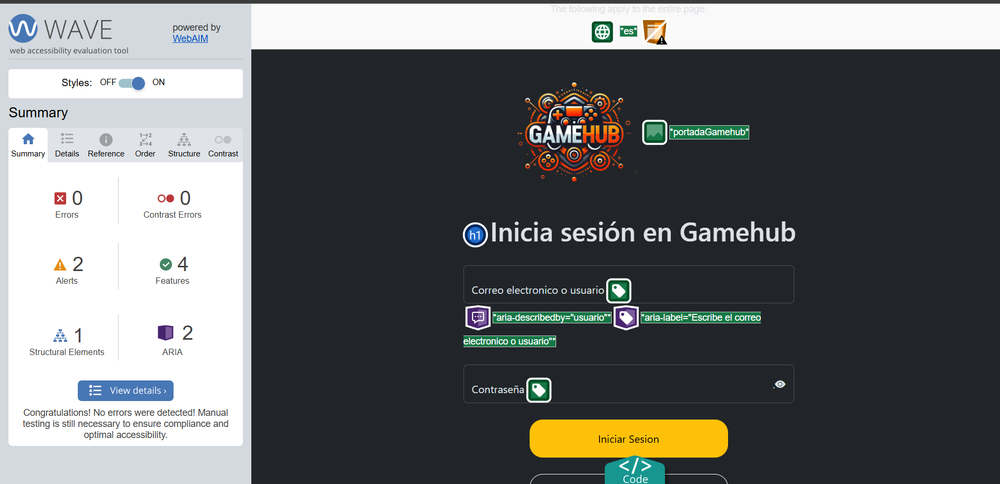 WAVE
powered by
WebAIM
web accessibility evaluation tool
Styles: OFF ON
Summary
Summary Details Reference Order Structure Contrast
0 0
Errors Contrast Errors
2 4
Alerts Features
1 2
Structural Elements ARIA
View details ›
Congratulations! No errors were detected! Manual
testing is still necessary to ensure compliance and
optimal accessibility.
The following apply to the entire page:
*es*
GAMEHUB
*portadaGamehub*
h1 Inicia sesión en Gamehub
Correo electronico o usuario
*aria-describedby="usuario"* *aria-label="Escribe el correo
electronico o usuario"*
Contraseña
Iniciar Sesion
</>
Code